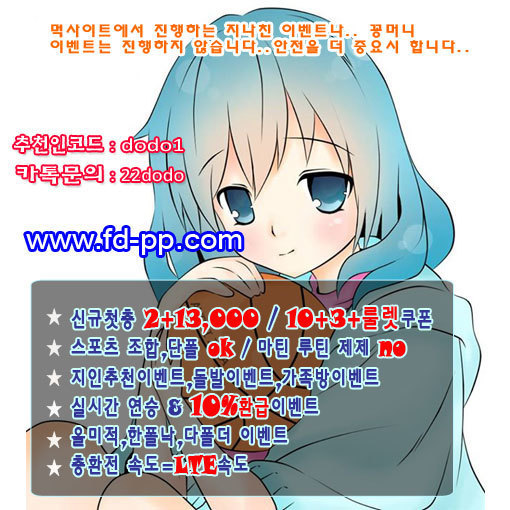 먹사이트에서 진행하는 지나친 이벤트나.. 꽁머니
이벤트는 진행하지 않습니다..안전을 더 중요시 합니다..
추천인코드 : dodo1
카톡문의 : 22dodo
www.fd-pp.com
★ 신규첫충 2+13,000 / 10+3+룰렛쿠폰
★ 스포츠 조합,단폴 ok / 마틴 루틴 제제 no
★ 지인추천이벤트,돌발이벤트,가족방이벤트
★ 실시간 연승 & 10%환급이벤트
★ 올미적,한폴낙,다폴더 이벤트
★ 충환전 속도=LTE속도